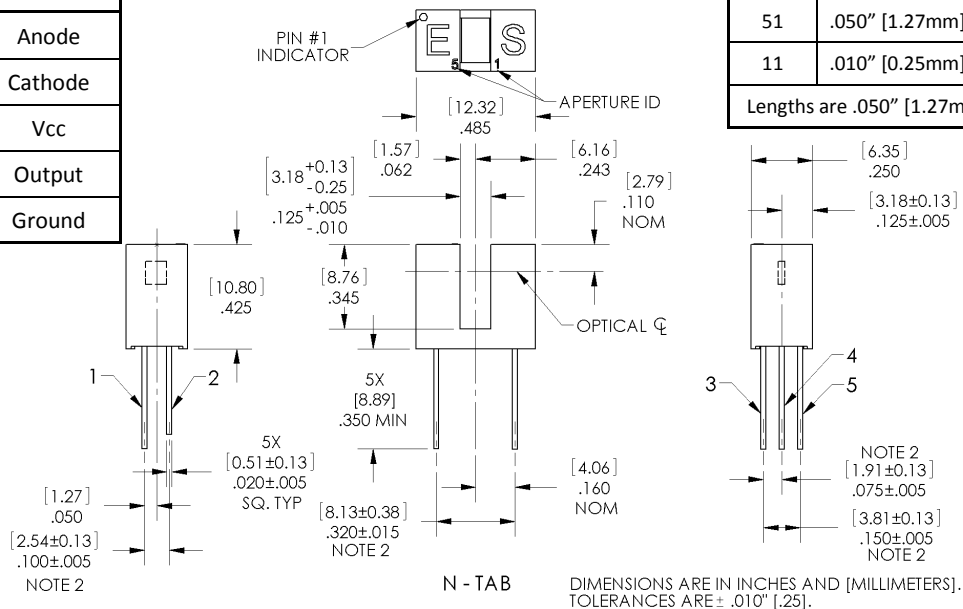 Anode
Cathode
Vcc
Output
Ground
51 .050" [1.27mm]
11 .010" [0.25mm]
Lengths are .050" [1.27m
PIN #1
INDICATOR
E S
5 1
APERTURE ID
[12.32]
.485
[1.57]
.062
[6.16]
.243
[3.18 +0.13 -0.25]
.125 +.005 -.010
[2.79]
.110
NOM
[6.35]
.250
[3.18±0.13]
.125±.005
[10.80]
.425
[8.76]
.345
OPTICAL ℄
1
2
5X
[8.89]
.350 MIN
3
4
5
5X
[0.51±0.13]
.020±.005
SQ. TYP
[1.27]
.050
[2.54±0.13]
.100±.005
NOTE 2
[8.13±0.38]
.320±.015
NOTE 2
[4.06]
.160
NOM
NOTE 2
[1.91±0.13]
.075±.005
[3.81±0.13]
.150±.005
NOTE 2
N - TAB
DIMENSIONS ARE IN INCHES AND [MILLIMETERS].
TOLERANCES ARE ± .010" [.25].